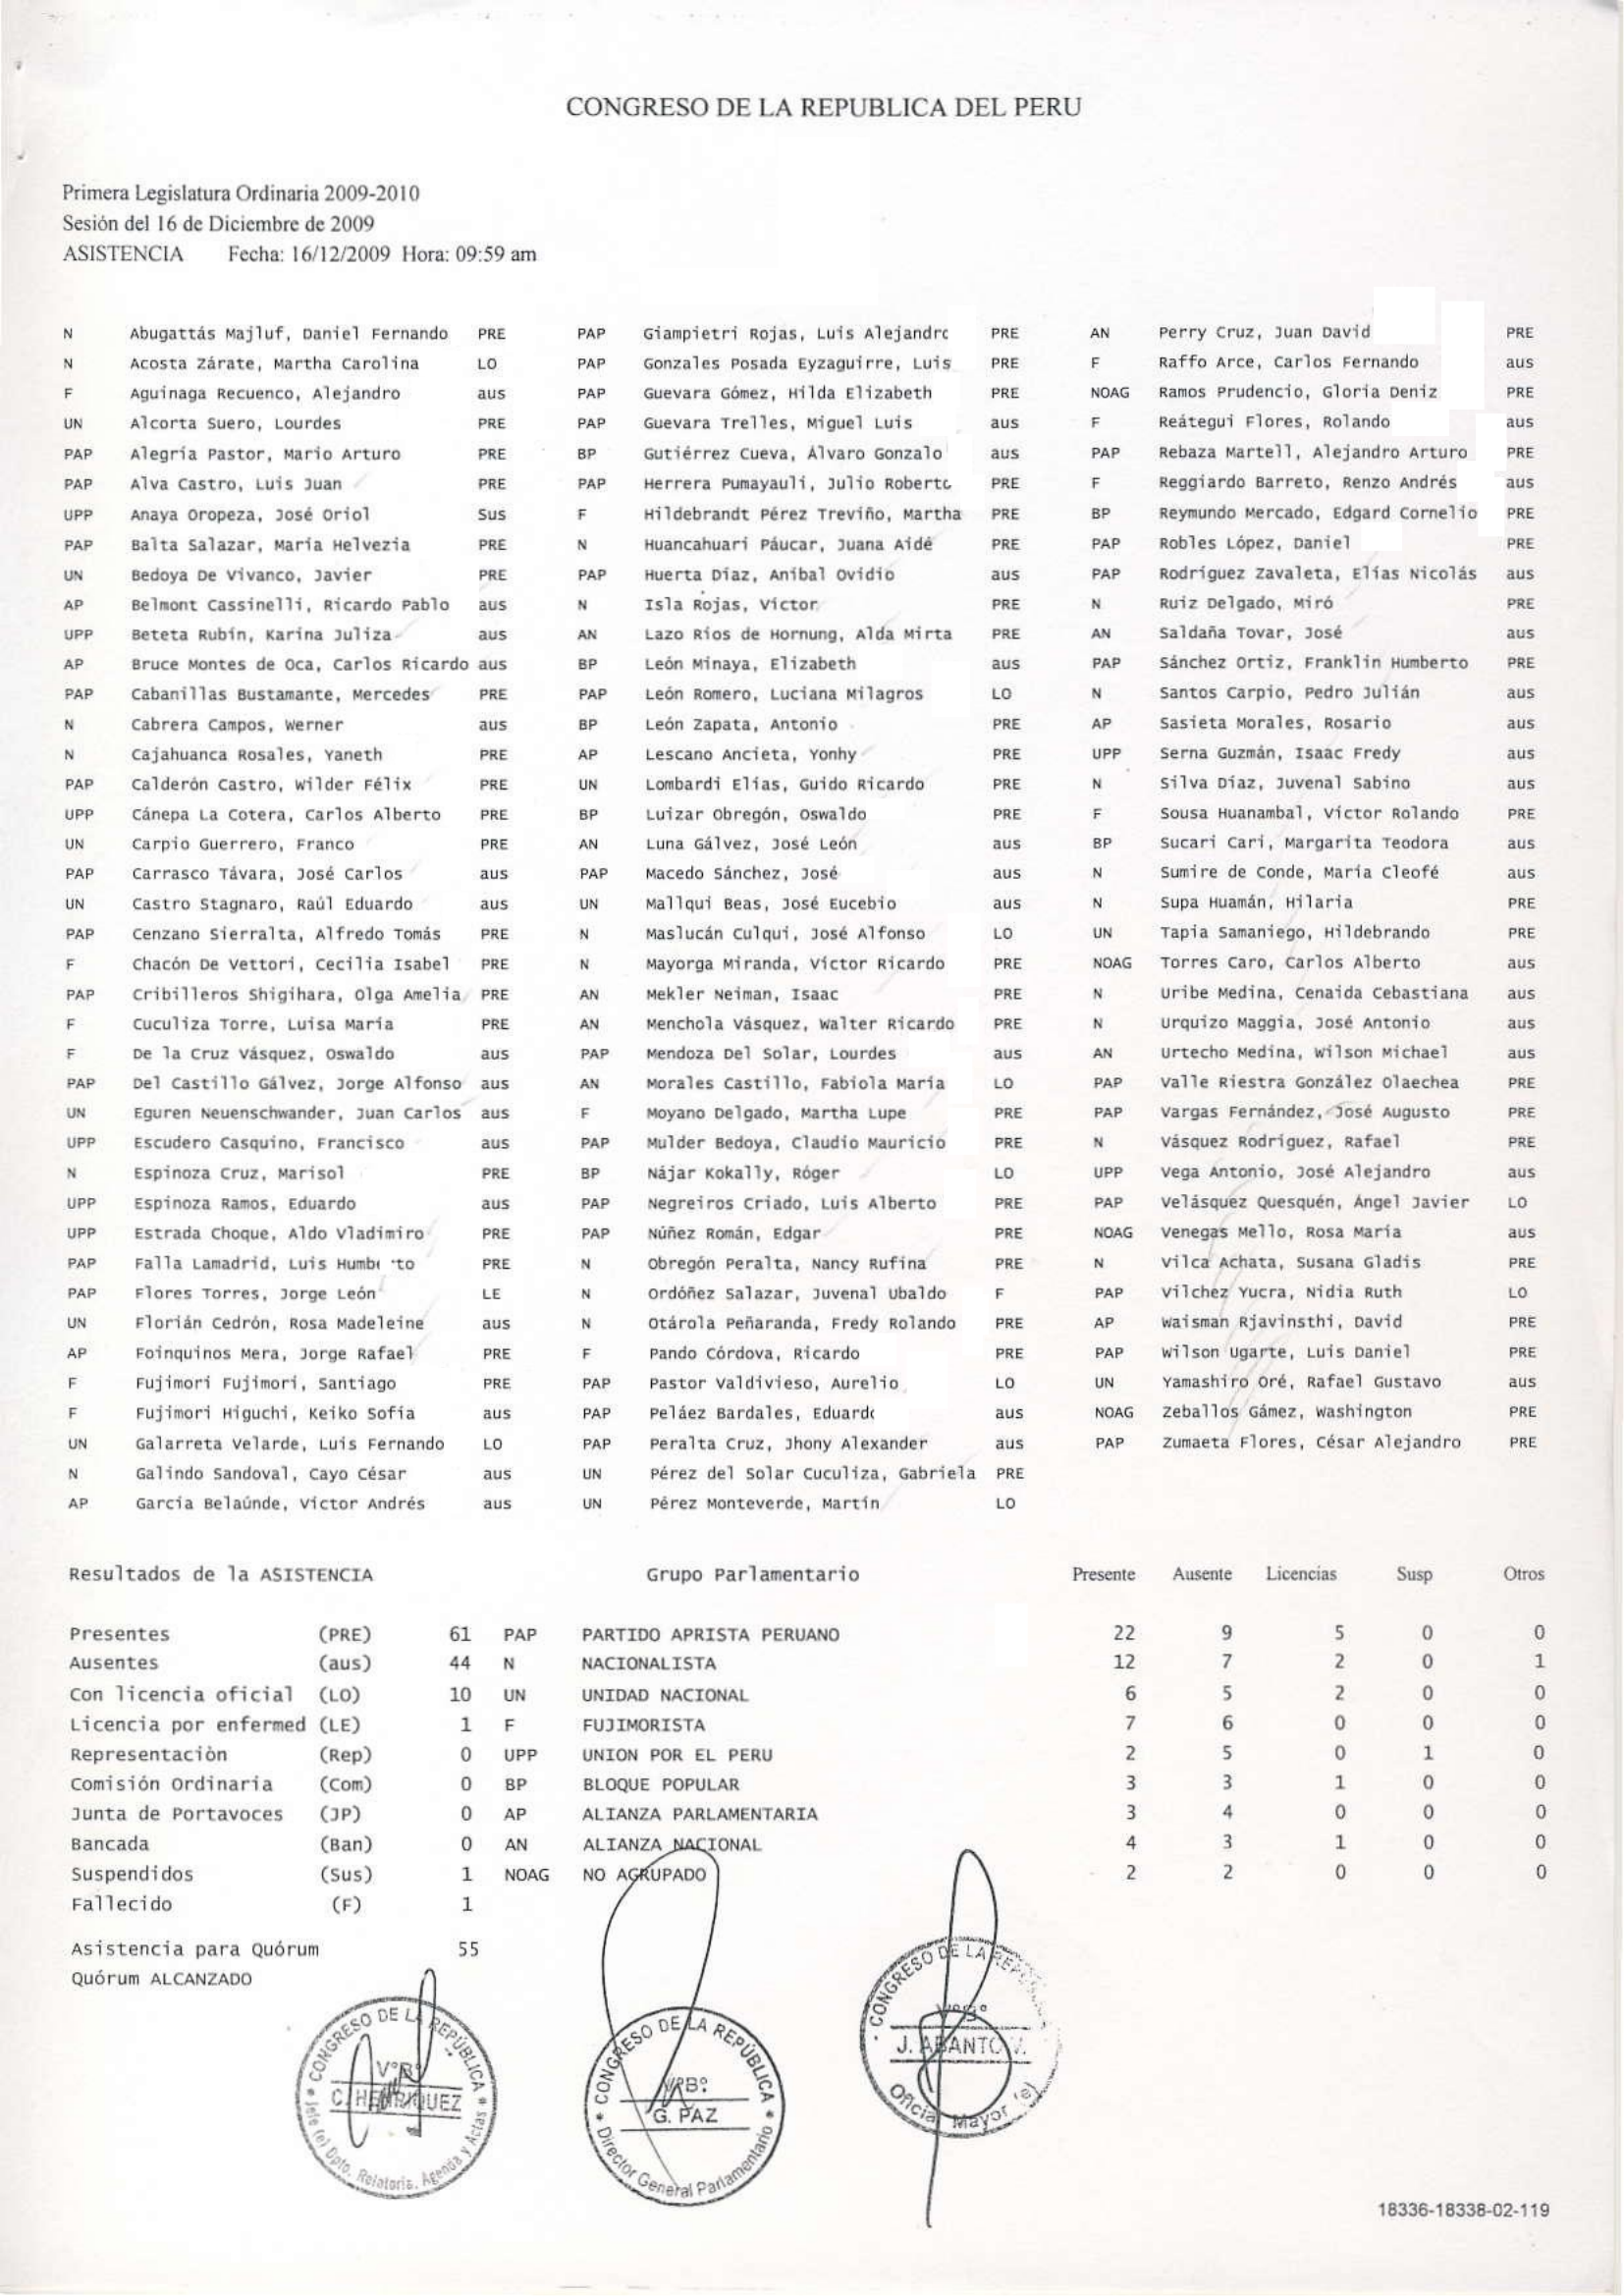 CONGRESO DE LA REPUBLICA DEL PERU
Primera Legislatura Ordinaria 2009-2010
Sesión del 16 de Diciembre de 2009
ASISTENCIA Fecha: 16/12/2009 Hora: 09:59 am
N Abugattás Majluf, Daniel Fernando PRE PAP Giampietri Rojas, Luis Alejandro PRE AN Perry Cruz, Juan David PRE
N Acosta Zárate, Martha Carolina LO PAP Gonzales Posada Eyzaguirre, Luis PRE F Raffo Arce, Carlos Fernando aus
F Aguinaga Recuenco, Alejandro aus PAP Guevara Gómez, Hilda Elizabeth PRE NOAG Ramos Prudencio, Gloria Deniz PRE
UN Alcorta Suero, Lourdes PRE PAP Guevara Trelles, Miguel Luis aus F Reátegui Flores, Rolando aus
PAP Alegría Pastor, Mario Arturo PRE BP Gutiérrez Cueva, Álvaro Gonzalo aus PAP Rebaza Martell, Alejandro Arturo PRE
PAP Alva Castro, Luis Juan PRE PAP Herrera Pumayauli, Julio Roberto PRE F Reggiardo Barreto, Renzo Andrés aus
UPP Anaya Oropeza, José Oriol Sus F Hildebrandt Pérez Treviño, Martha PRE BP Reymundo Mercado, Edgard Cornelio PRE
PAP Balta Salazar, María Helvezia PRE N Huancahuari Páucar, Juana Aidé PRE PAP Robles López, Daniel PRE
UN Bedoya De Vivanco, Javier PRE PAP Huerta Díaz, Aníbal Ovidio aus PAP Rodríguez Zavaleta, Elías Nicolás aus
AP Belmont Cassinelli, Ricardo Pablo aus N Isla Rojas, Víctor PRE N Ruiz Delgado, Miró PRE
UPP Beteta Rubín, Karina Juliza aus AN Lazo Ríos de Hornung, Alda Mirta PRE AN Saldaña Tovar, José aus
AP Bruce Montes de Oca, Carlos Ricardo aus BP León Minaya, Elizabeth aus PAP Sánchez Ortiz, Franklin Humberto PRE
PAP Cabanillas Bustamante, Mercedes PRE PAP León Romero, Luciana Milagros LO N Santos Carpio, Pedro Julián aus
N Cabrera Campos, Werner aus BP León Zapata, Antonio PRE AP Sasieta Morales, Rosario aus
N Cajahuanca Rosales, Yaneth PRE AP Lescano Ancieta, Yonhy PRE UPP Serna Guzmán, Isaac Fredy aus
PAP Calderón Castro, Wilder Félix PRE UN Lombardi Elías, Guido Ricardo PRE N Silva Díaz, Juvenal Sabino aus
UPP Cánepa La Cotera, Carlos Alberto PRE BP Luizar Obregón, Oswaldo PRE F Sousa Huanambal, Víctor Rolando PRE
UN Carpio Guerrero, Franco PRE AN Luna Gálvez, José León aus BP Sucari Cari, Margarita Teodora aus
PAP Carrasco Távara, José Carlos aus PAP Macedo Sánchez, José aus N Sumire de Conde, María Cleofé aus
UN Castro Stagnaro, Raúl Eduardo aus UN Mallqui Beas, José Eucebio aus N Supa Huamán, Hilaria PRE
PAP Cenzano Sierralta, Alfredo Tomás PRE N Maslucán Culqui, José Alfonso LO UN Tapia Samaniego, Hildebrando PRE
F Chacón De Vettori, Cecilia Isabel PRE N Mayorga Miranda, Víctor Ricardo PRE NOAG Torres Caro, Carlos Alberto aus
PAP Cribilleros Shigihara, Olga Amelia PRE AN Mekler Neiman, Isaac PRE N Uribe Medina, Cenaida Cebastiana aus
F Cuculiza Torre, Luisa María PRE AN Menchola Vásquez, Walter Ricardo PRE N Urquizo Maggia, José Antonio aus
F De la Cruz Vásquez, Oswaldo aus PAP Mendoza Del Solar, Lourdes aus AN Urtecho Medina, Wilson Michael aus
PAP Del Castillo Gálvez, Jorge Alfonso aus AN Morales Castillo, Fabiola María LO PAP Valle Riestra González Olaechea PRE
UN Eguren Neuenschwander, Juan Carlos aus F Moyano Delgado, Martha Lupe PRE PAP Vargas Fernández, José Augusto PRE
UPP Escudero Casquino, Francisco aus PAP Mulder Bedoya, Claudio Mauricio PRE N Vásquez Rodríguez, Rafael PRE
N Espinoza Cruz, Marisol PRE BP Nájar Kokally, Róger LO UPP Vega Antonio, José Alejandro aus
UPP Espinoza Ramos, Eduardo aus PAP Negreiros Criado, Luis Alberto PRE PAP Velásquez Quesquén, Ángel Javier LO
UPP Estrada Choque, Aldo Vladimiro PRE PAP Núñez Román, Edgar PRE NOAG Venegas Mello, Rosa María aus
PAP Falla Lamadrid, Luis Humbe to PRE N Obregón Peralta, Nancy Rufina PRE N Vilca Achata, Susana Gladis PRE
PAP Flores Torres, Jorge León LE N Ordóñez Salazar, Juvenal Ubaldo F PAP Vilchez Yucra, Nidia Ruth LO
UN Florián Cedrón, Rosa Madeleine aus N Otárola Peñaranda, Fredy Rolando PRE AP Waisman Rjavinsthi, David PRE
AP Foinquinos Mera, Jorge Rafael PRE F Pando Córdova, Ricardo PRE PAP Wilson Ugarte, Luis Daniel PRE
F Fujimori Fujimori, Santiago PRE PAP Pastor Valdivieso, Aurelio LO UN Yamashiro Oré, Rafael Gustavo aus
F Fujimori Higuchi, Keiko Sofía aus PAP Peláez Bardales, Eduardo aus NOAG Zeballos Gámez, Washington PRE
UN Galarreta Velarde, Luis Fernando LO PAP Peralta Cruz, Jhony Alexander aus PAP Zumaeta Flores, César Alejandro PRE
N Galindo Sandoval, Cayo César aus UN Pérez del Solar Cuculiza, Gabriela PRE
AP García Belaúnde, Víctor Andrés aus UN Pérez Monteverde, Martín LO
Resultados de la ASISTENCIA Grupo Parlamentario Presente Ausente Licencias Susp Otros
Presentes (PRE) 61 PAP PARTIDO APRISTA PERUANO 22 9 5 0 0
Ausentes (aus) 44 N NACIONALISTA 12 7 2 0 1
Con licencia oficial (LO) 10 UN UNIDAD NACIONAL 6 5 2 0 0
Licencia por enfermed (LE) 1 F FUJIMORISTA 7 6 0 0 0
Representación (Rep) 0 UPP UNION POR EL PERU 2 5 0 1 0
Comisión Ordinaria (Com) 0 BP BLOQUE POPULAR 3 3 1 0 0
Junta de Portavoces (JP) 0 AP ALIANZA PARLAMENTARIA 3 4 0 0 0
Bancada (Ban) 0 AN ALIANZA NACIONAL 4 3 1 0 0
Suspendidos (Sus) 1 NOAG NO AGRUPADO 2 2 0 0 0
Fallecido (F) 1
Asistencia para Quórum 55
Quórum ALCANZADO
CONGRESO DE LA REPÚBLICA
V°B°
C. HENRIQUEZ
Jefe (e) Dpto. Relatoría, Agenda y Actas
CONGRESO DE LA REPÚBLICA
V°B°
G. PAZ
Director General Parlamentario
CONGRESO DE LA REPÚBLICA
V°B°
J. ABANTO V.
Oficial Mayor (e)
18336-18338-02-119